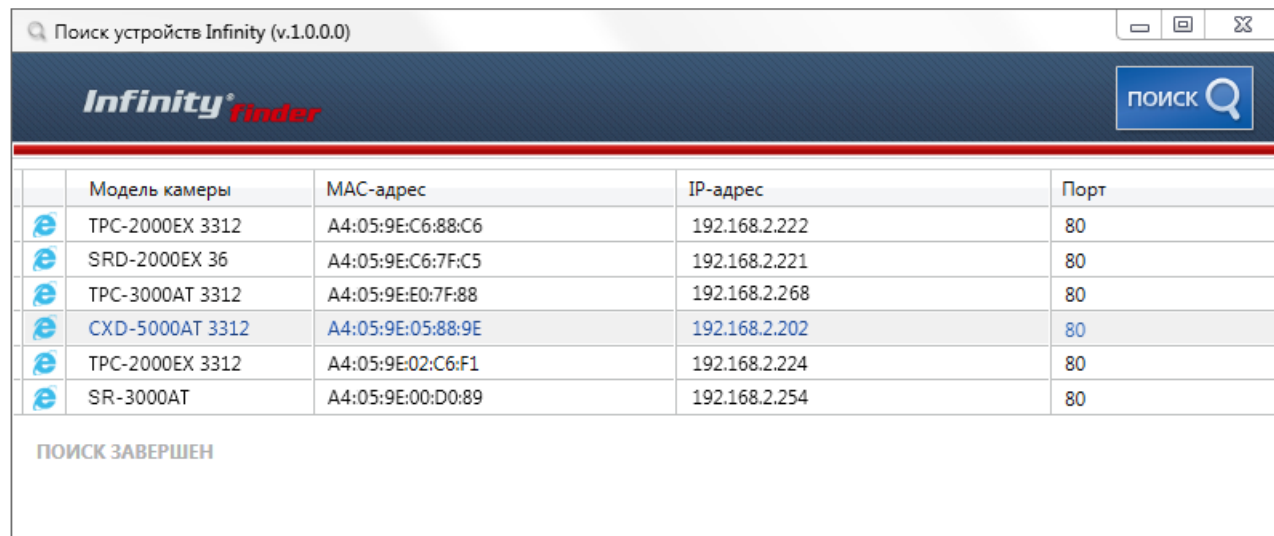 Поиск устройств Infinity (v.1.0.0.0)
Infinity® finder
ПОИСК
Модель камеры MAC-адрес IP-адрес Порт
TPC-2000EX 3312 A4:05:9E:C6:88:C6 192.168.2.222 80
SRD-2000EX 36 A4:05:9E:C6:7F:C5 192.168.2.221 80
TPC-3000AT 3312 A4:05:9E:E0:7F:88 192.168.2.268 80
CXD-5000AT 3312 A4:05:9E:05:88:9E 192.168.2.202 80
TPC-2000EX 3312 A4:05:9E:02:C6:F1 192.168.2.224 80
SR-3000AT A4:05:9E:00:D0:89 192.168.2.254 80
ПОИСК ЗАВЕРШЕН